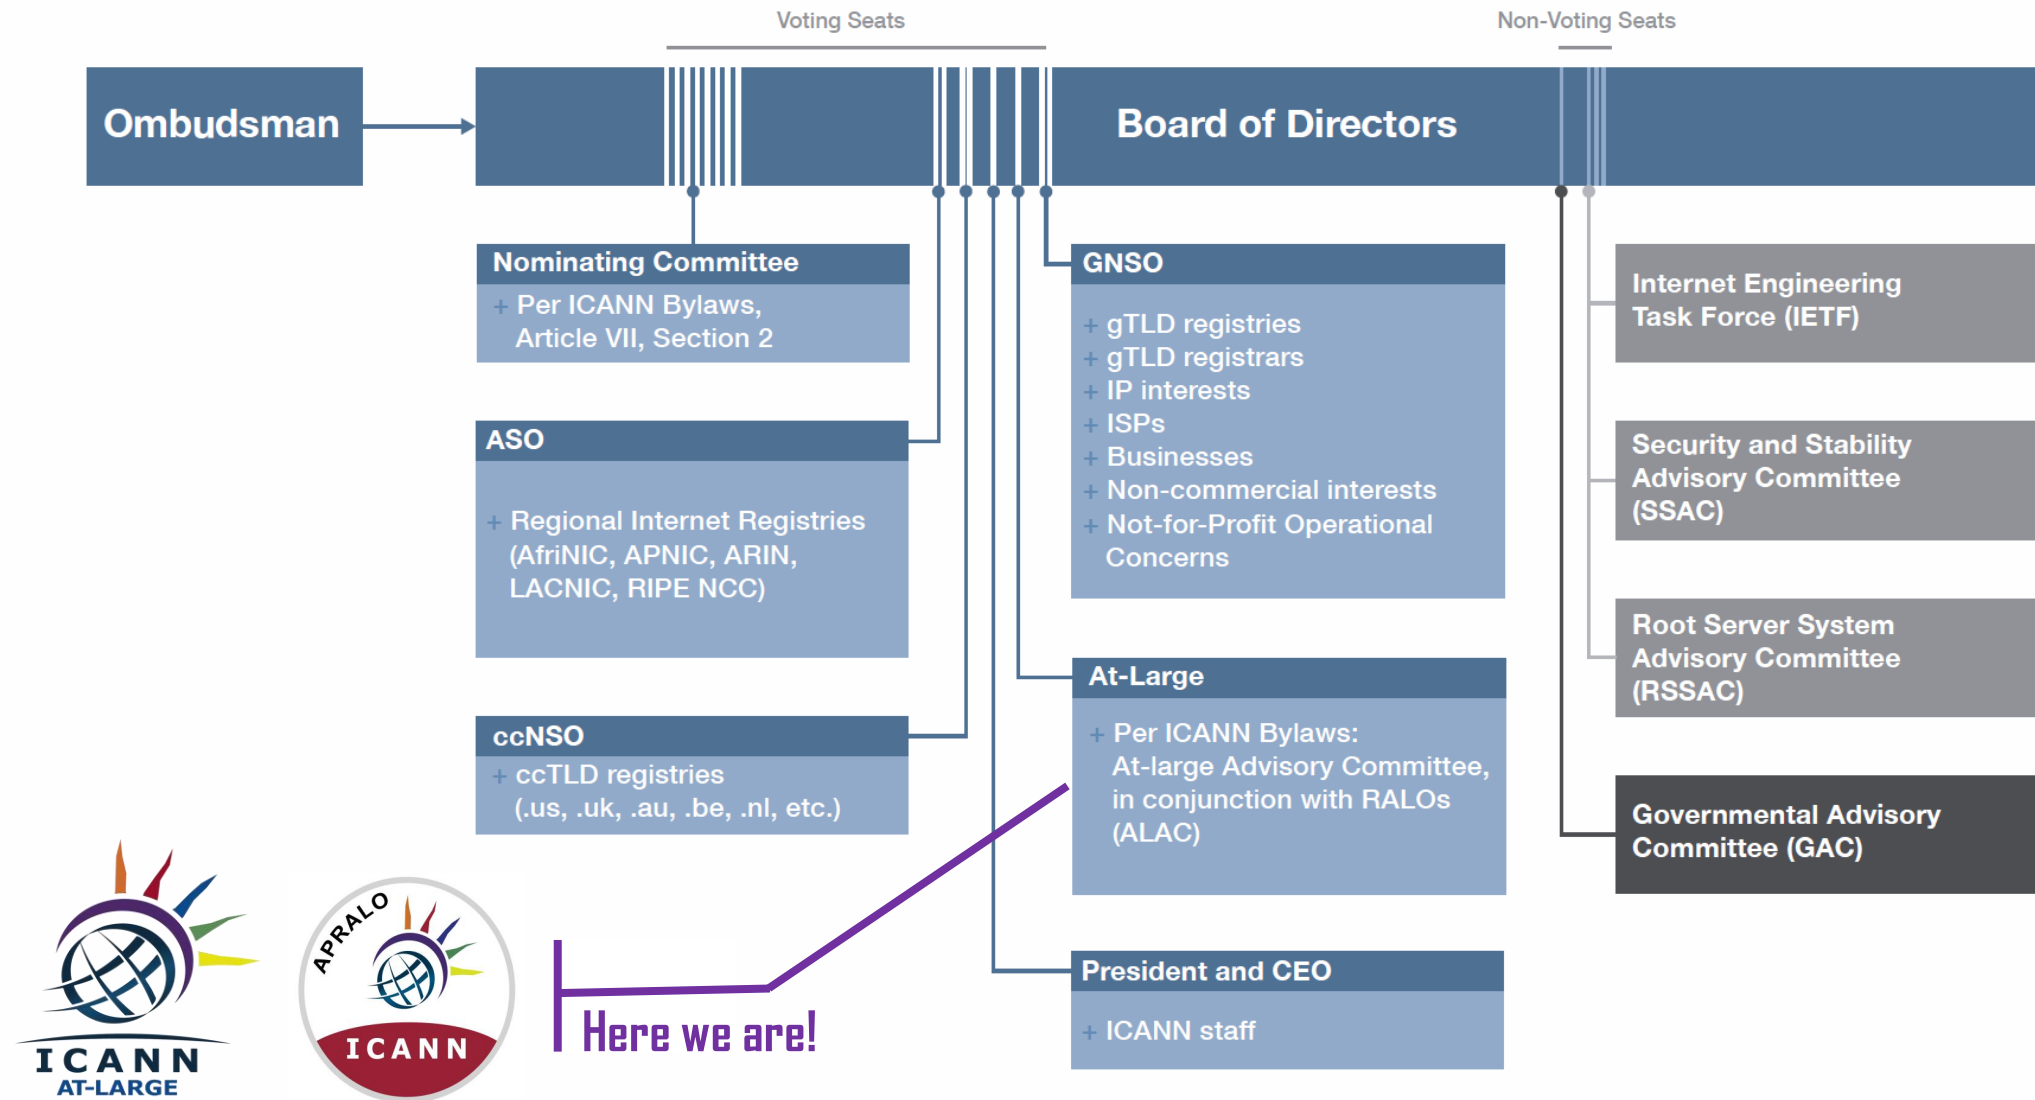 Voting Seats
Non-Voting Seats
Ombudsman
Board of Directors
Nominating Committee
+ Per ICANN Bylaws,
Article VII, Section 2
ASO
+ Regional Internet Registries
(AfriNIC, APNIC, ARIN,
LACNIC, RIPE NCC)
ccNSO
+ ccTLD registries
(.us, .uk, .au, .be, .nl, etc.)
GNSO
+ gTLD registries
+ gTLD registrars
+ IP interests
+ ISPs
+ Businesses
+ Non-commercial interests
+ Not-for-Profit Operational
Concerns
At-Large
+ Per ICANN Bylaws:
At-large Advisory Committee,
in conjunction with RALOs
(ALAC)
President and CEO
+ ICANN staff
Internet Engineering
Task Force (IETF)
Security and Stability
Advisory Committee
(SSAC)
Root Server System
Advisory Committee
(RSSAC)
Governmental Advisory
Committee (GAC)
ICANN
AT-LARGE
APRALO
ICANN
Here we are!